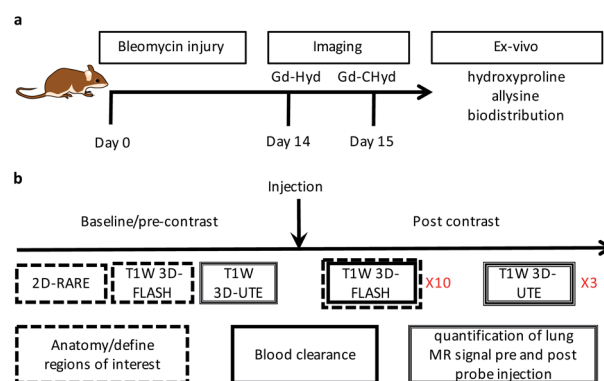 a
Bleomycin injury
Imaging
Ex-vivo
Gd-Hyd
Gd-CHyd
hydroxyproline
allysine
biodistribution
Day 0
Day 14
Day 15
b
Injection
Baseline/pre-contrast
Post contrast
2D-RARE
T1W 3D-
FLASH
T1W
3D-UTE
T1W 3D-
FLASH
X10
T1W 3D-
UTE
X3
Anatomy/define
regions of interest
Blood clearance
quantification of lung
MR signal pre and post
probe injection